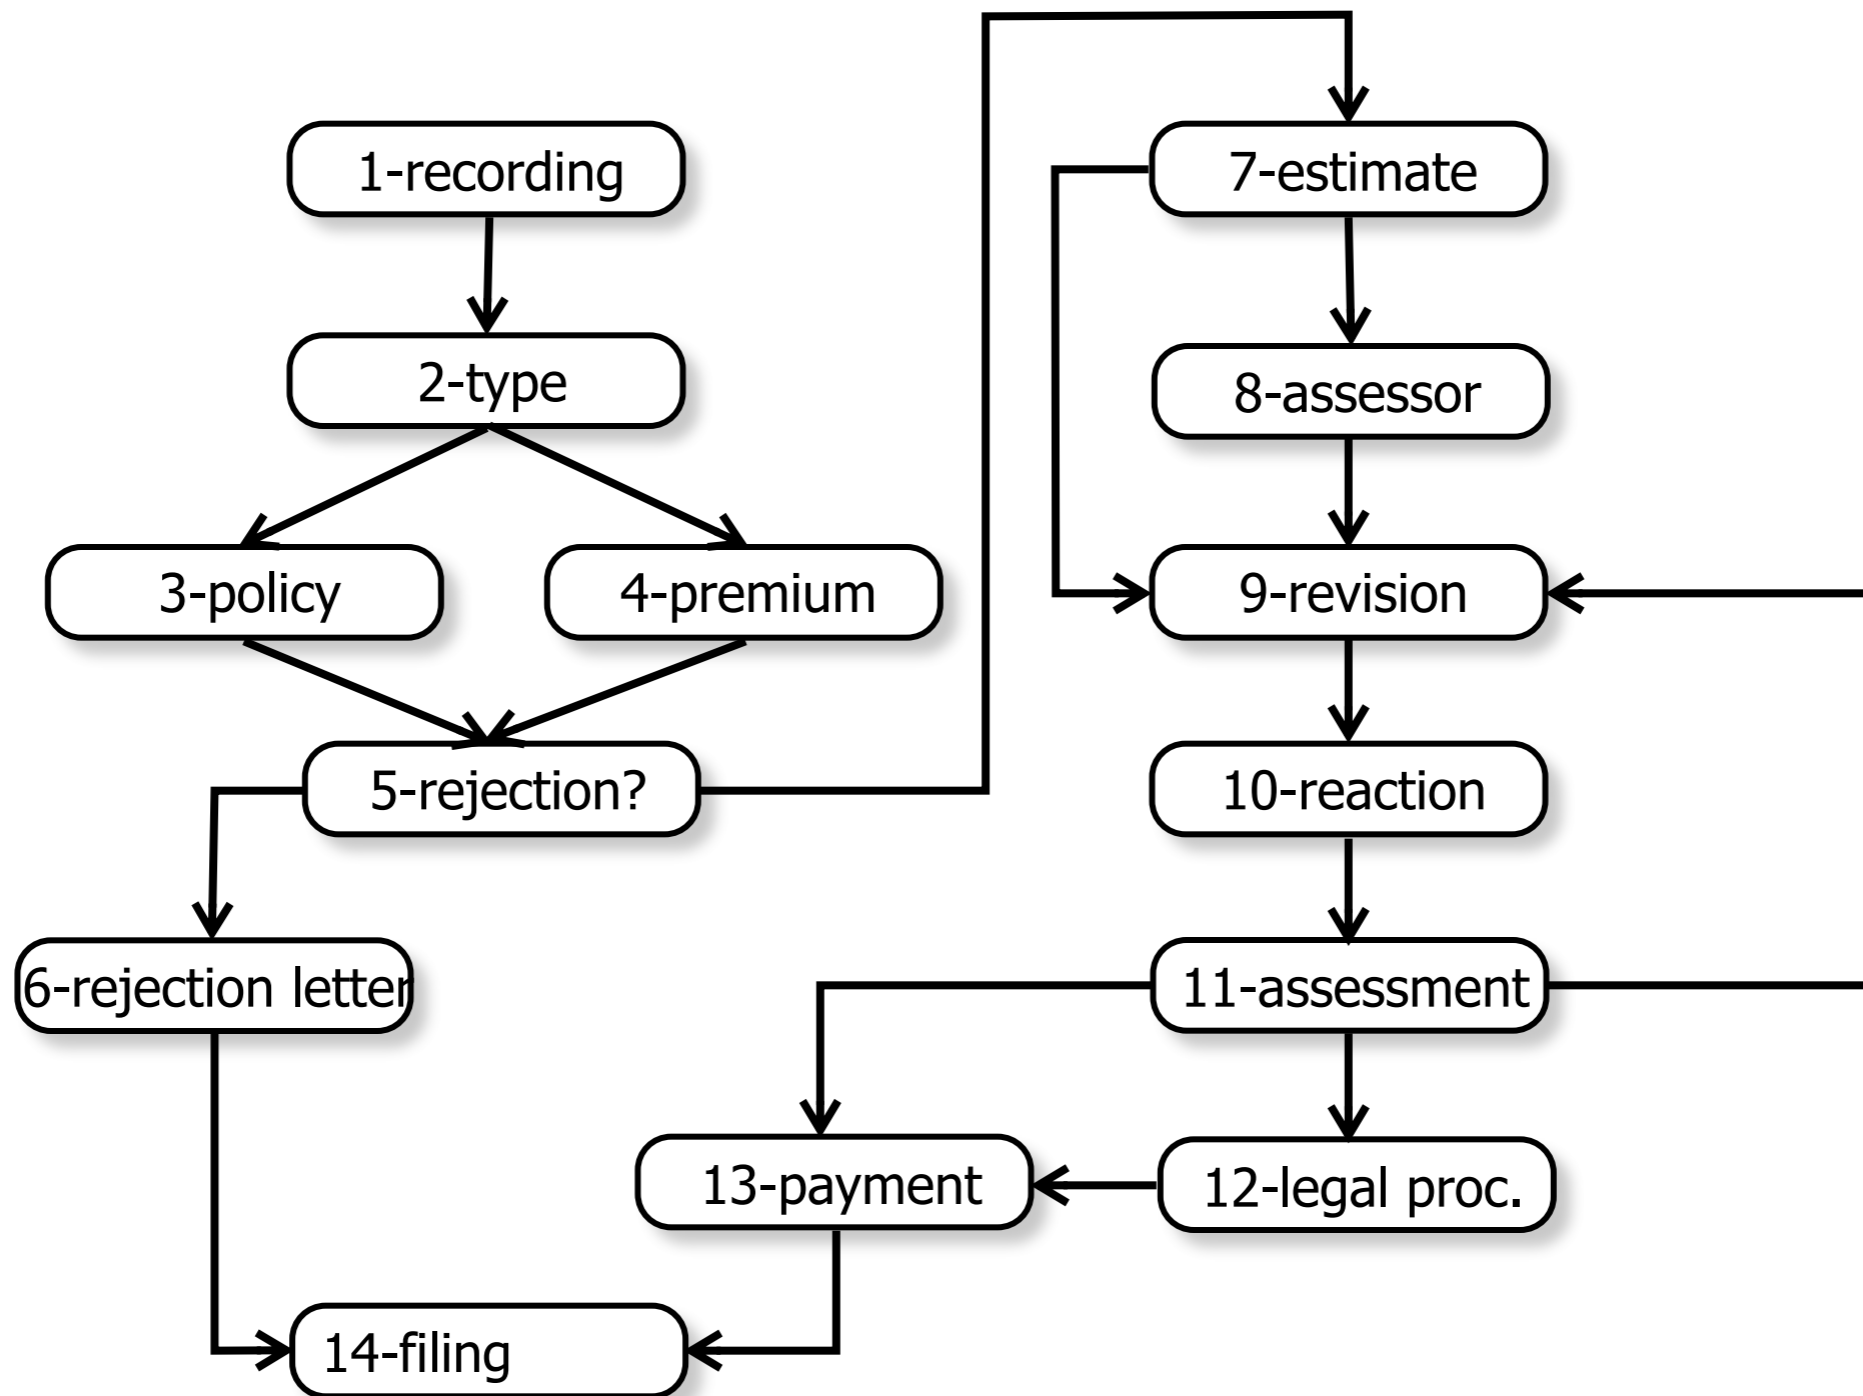 1-recording
2-type
3-policy
4-premium
5-rejection?
6-rejection letter
7-estimate
8-assessor
9-revision
10-reaction
11-assessment
12-legal proc.
13-payment
14-filing